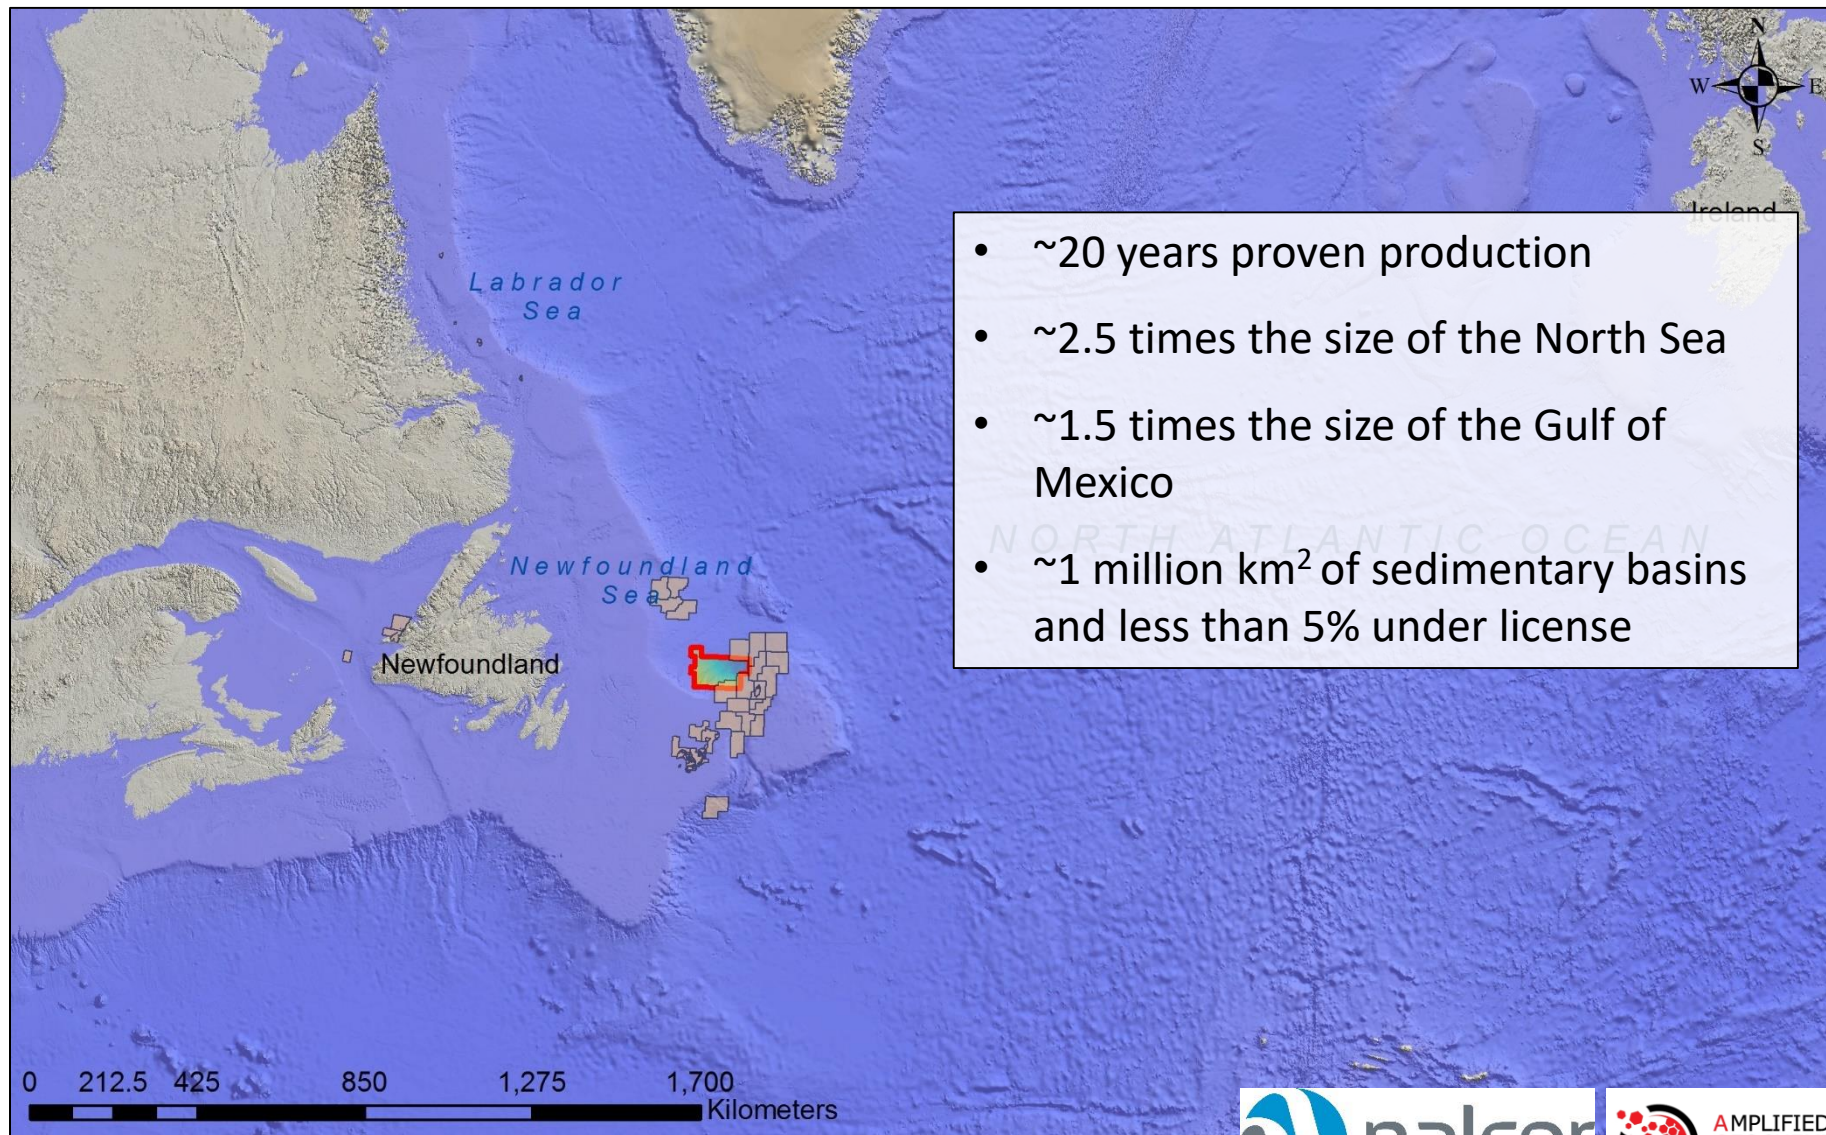 N
W E
S
Ireland
• ~20 years proven production
• ~2.5 times the size of the North Sea
• ~1.5 times the size of the Gulf of
Mexico
• ~1 million km² of sedimentary basins
and less than 5% under license
NORTH ATLANTIC OCEAN
Labrador
Sea
Newfoundland
Sea
Newfoundland
0 212.5 425 850 1,275 1,700
Kilometers
nalcor
AMPLIFIED